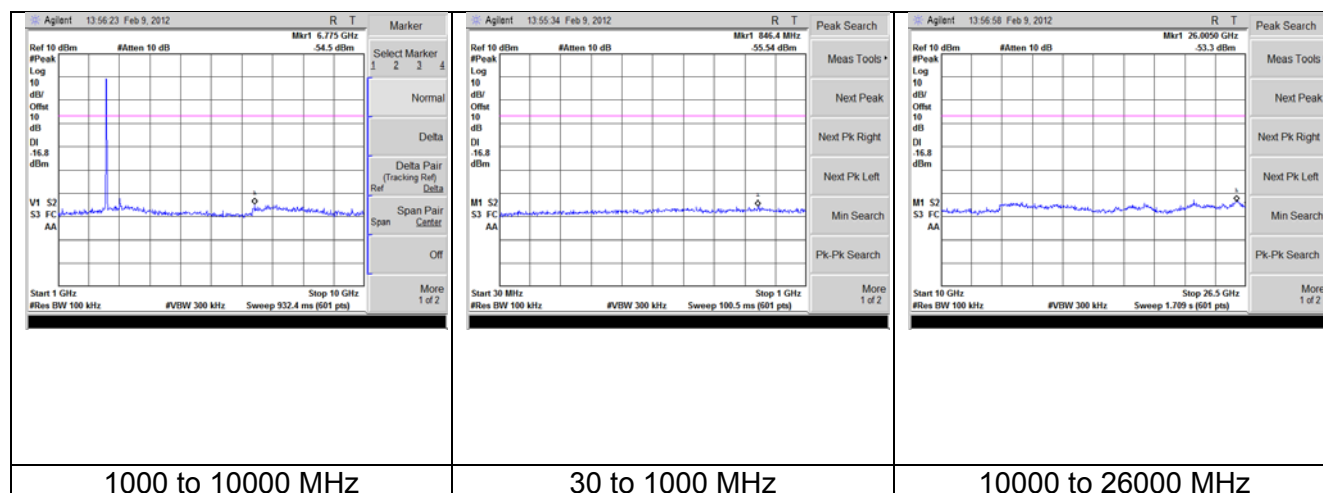 Agilent 13:56:23 Feb 9, 2012 R T
Mkr1 6.775 GHz
Ref 10 dBm #Atten 10 dB -54.5 dBm
#Peak
Log
10
dB/
Offst
10
dB
DI
-16.8
dBm
V1 S2
S3 FC
AA
Start 1 GHz Stop 10 GHz
#Res BW 100 kHz #VBW 300 kHz Sweep 932.4 ms (601 pts)
Marker
Select Marker
1 2 3 4
Normal
Delta
Delta Pair
(Tracking Ref)
Ref Delta
Span Pair
Span Center
Off
More
1 of 2
1000 to 10000 MHz
Agilent 13:55:34 Feb 9, 2012 R T
Mkr1 846.4 MHz
Ref 10 dBm #Atten 10 dB -55.54 dBm
#Peak
Log
10
dB/
Offst
10
dB
DI
-16.8
dBm
M1 S2
S3 FC
AA
Start 30 MHz Stop 1 GHz
#Res BW 100 kHz #VBW 300 kHz Sweep 100.5 ms (601 pts)
Peak Search
Meas Tools
Next Peak
Next Pk Right
Next Pk Left
Min Search
Pk-Pk Search
More
1 of 2
30 to 1000 MHz
Agilent 13:56:58 Feb 9, 2012 R T
Mkr1 26.0050 GHz
Ref 10 dBm #Atten 10 dB -53.3 dBm
#Peak
Log
10
dB/
Offst
10
dB
DI
-16.8
dBm
M1 S2
S3 FC
AA
Start 10 GHz Stop 26.5 GHz
#Res BW 100 kHz #VBW 300 kHz Sweep 1.709 s (601 pts)
Peak Search
Meas Tools
Next Peak
Next Pk Right
Next Pk Left
Min Search
Pk-Pk Search
More
1 of 2
10000 to 26000 MHz